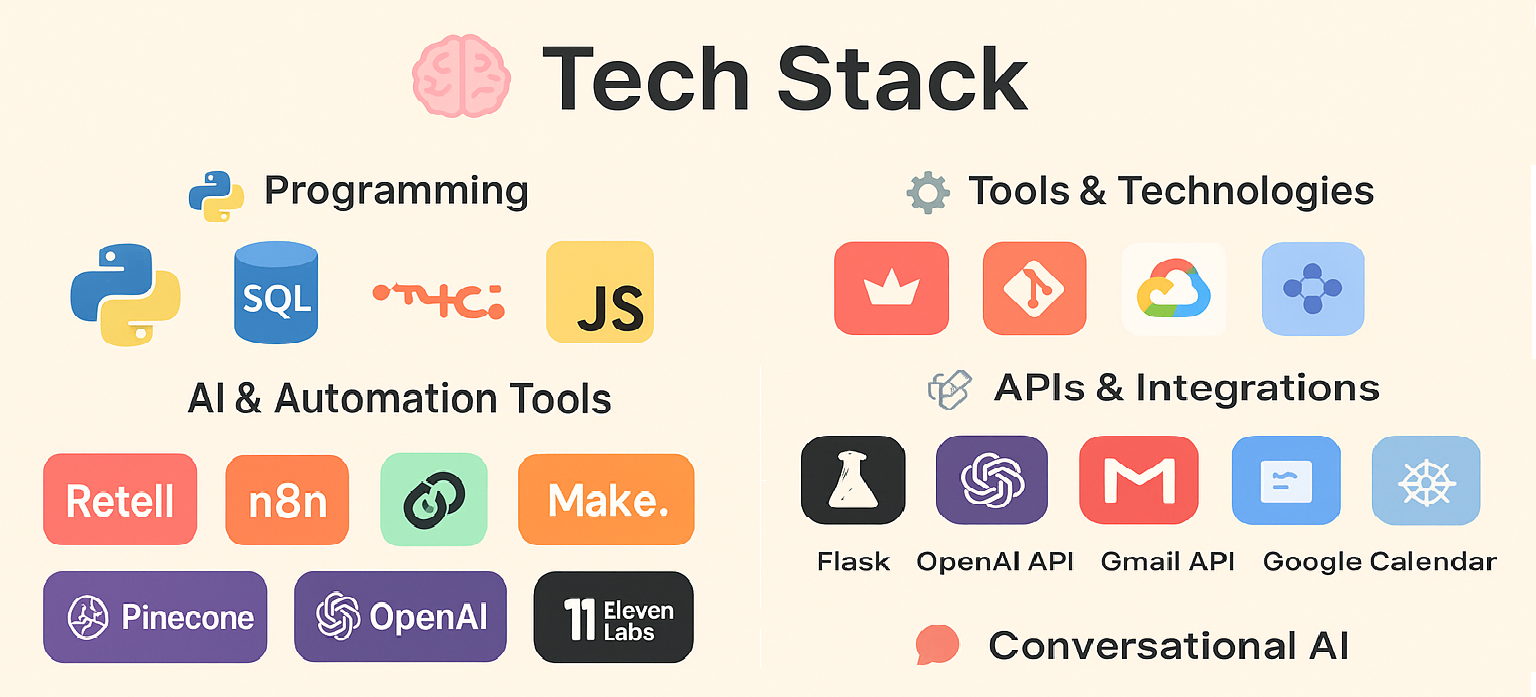 Tech Stack
Programming
SQL
JS
AI & Automation Tools
Retell
n8n
Make.
Pinecone
OpenAI
11 Eleven
Labs
Tools & Technologies
APIs & Integrations
Flask
OpenAI API
Gmail API
Google Calendar
Conversational AI